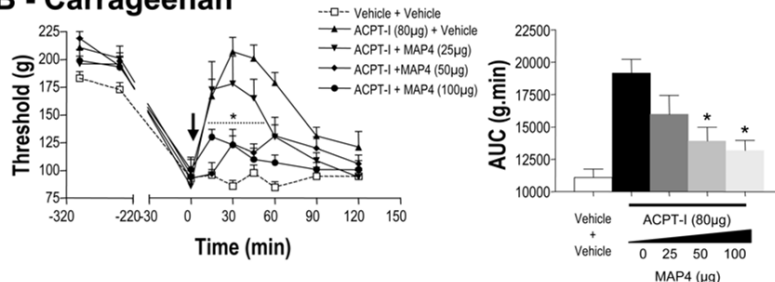 B - Carrageenan
Vehicle + Vehicle
ACPT-I (80µg) + Vehicle
ACPT-I + MAP4 (25µg)
ACPT-I +MAP4 (50µg)
ACPT-I + MAP4 (100µg)
Threshold (g)
225
200
175
150
125
100
75
*
-320
-220
-30
0
30
60
90
120
150
Time (min)
AUC (g.min)
22500
20000
17500
15000
12500
10000
*
*
Vehicle
+
Vehicle
ACPT-I (80µg)
0 25 50 100
MAP4 (µg)